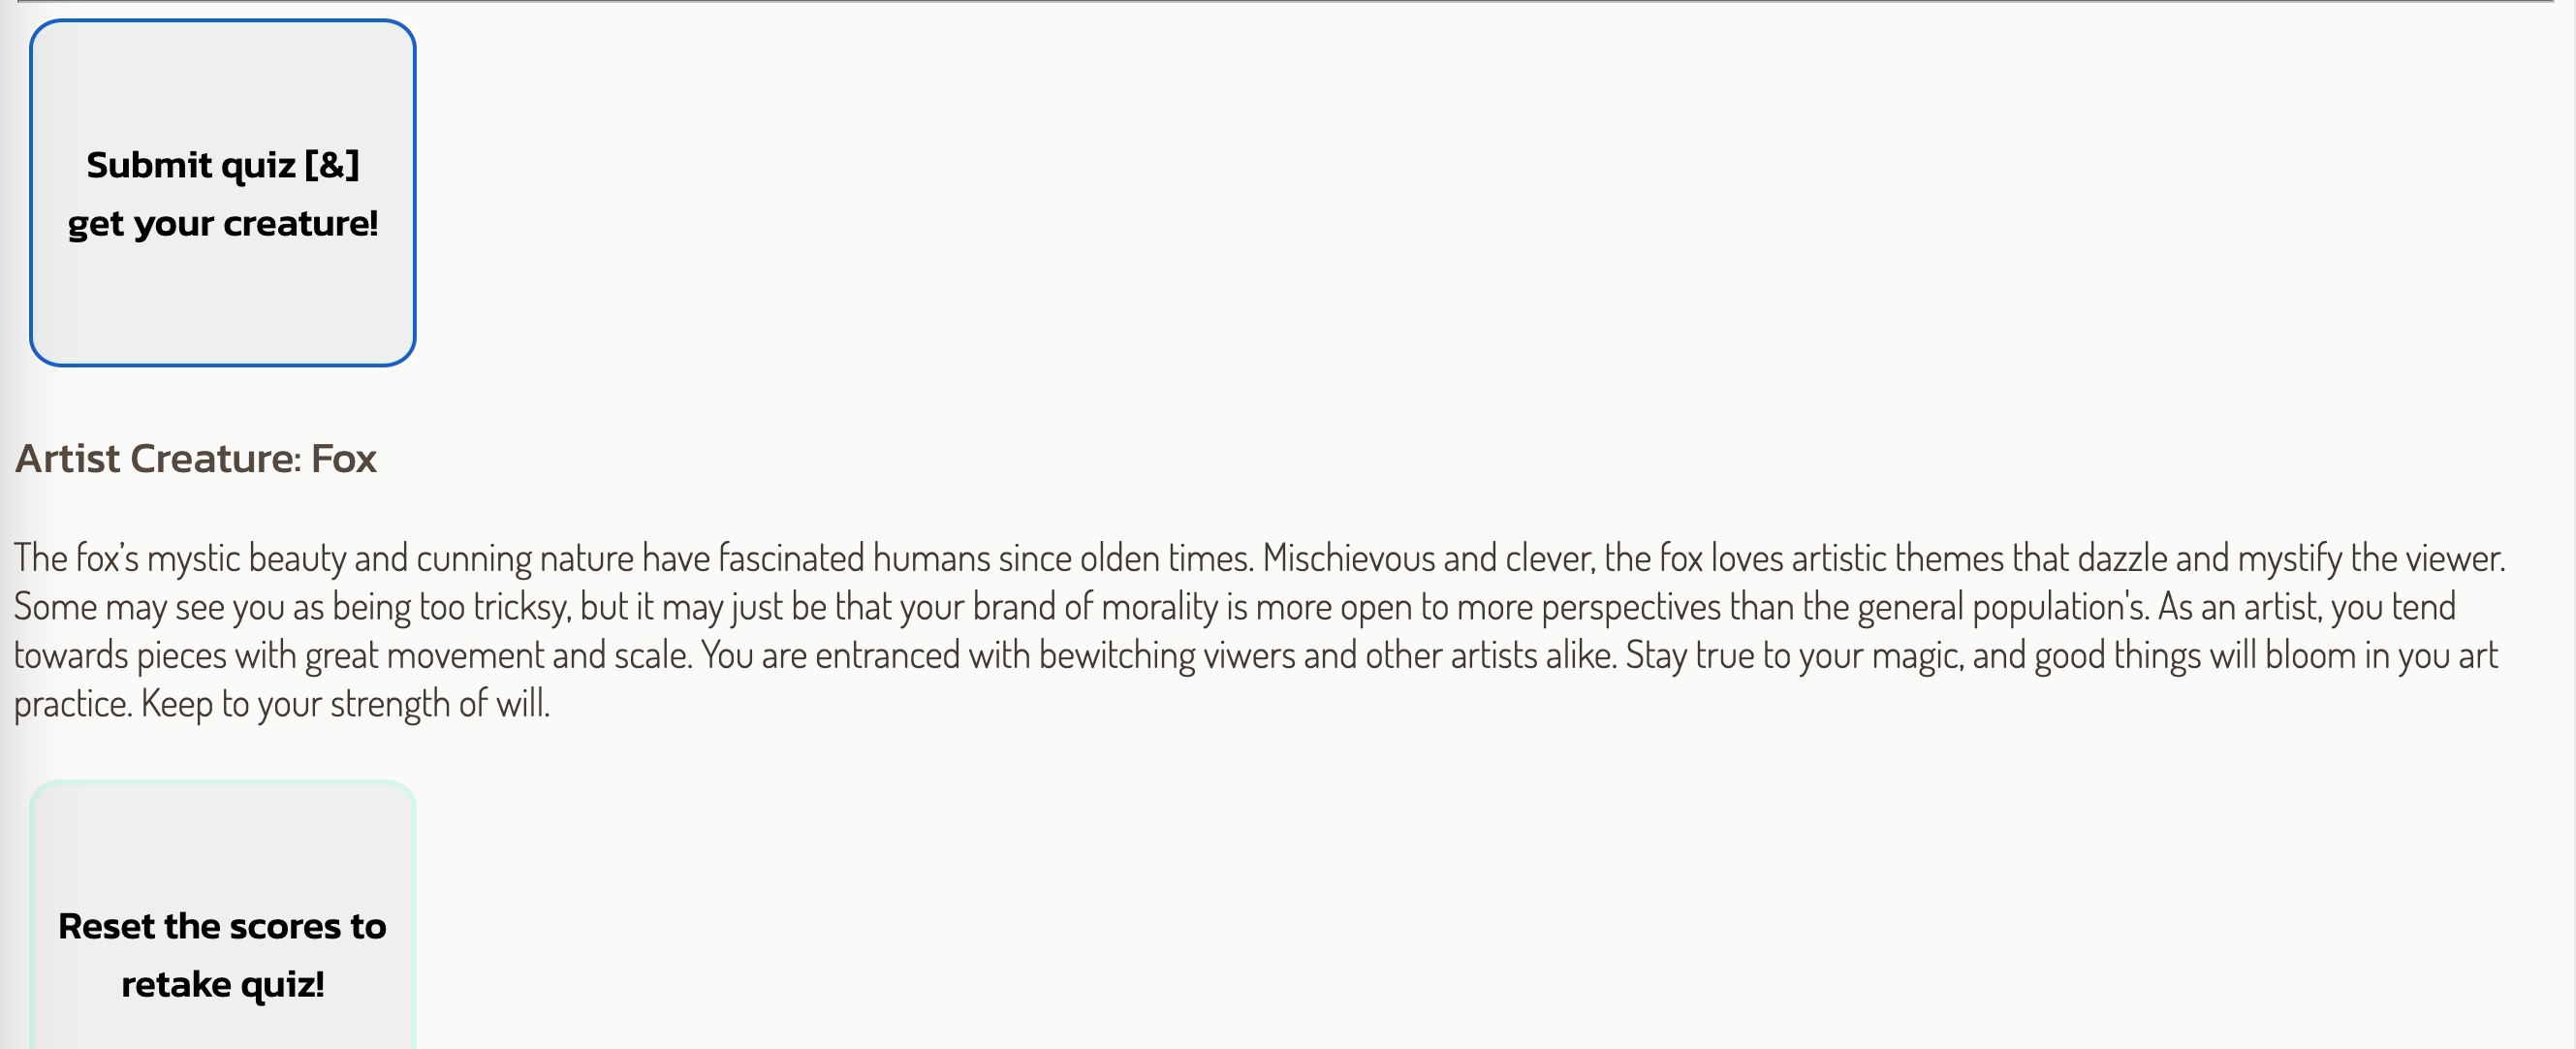 Submit quiz [&]
get your creature!
Artist Creature: Fox
The fox’s mystic beauty and cunning nature have fascinated humans since olden times. Mischievous and clever, the fox loves artistic themes that dazzle and mystify the viewer.
Some may see you as being too tricksy, but it may just be that your brand of morality is more open to more perspectives than the general population's. As an artist, you tend
towards pieces with great movement and scale. You are entranced with bewitching viwers and other artists alike. Stay true to your magic, and good things will bloom in you art
practice. Keep to your strength of will.
Reset the scores to
retake quiz!